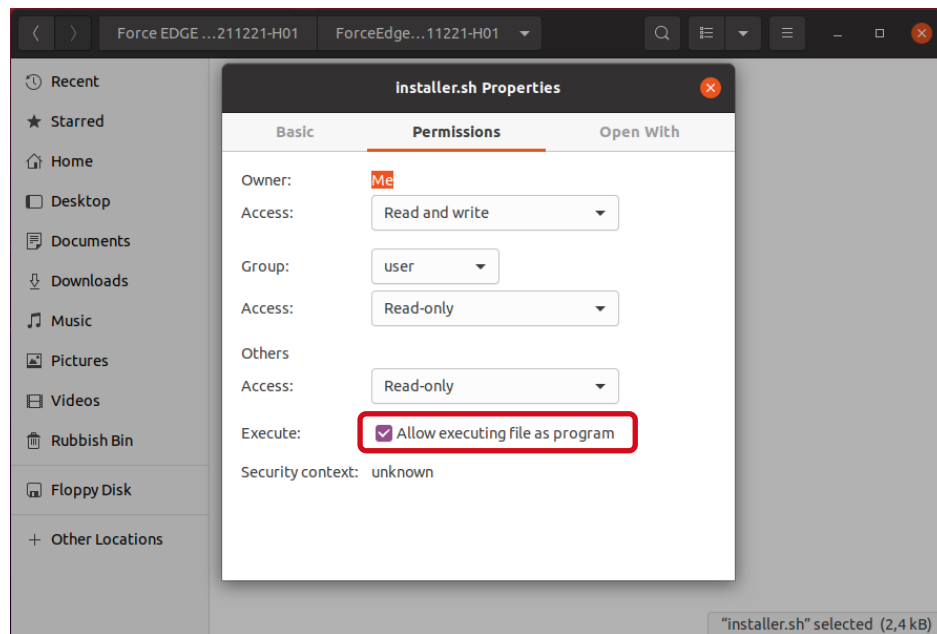 Force EDGE ...211221-H01 ForceEdge...11221-H01
Recent
Starred
Home
Desktop
Documents
Downloads
Music
Pictures
Videos
Rubbish Bin
Floppy Disk
+ Other Locations
installer.sh Properties
Basic Permissions Open With
Owner: Me
Access: Read and write
Group: user
Access: Read-only
Others
Access: Read-only
Execute: Allow executing file as program
Security context: unknown
"installer.sh" selected (2,4 kB)